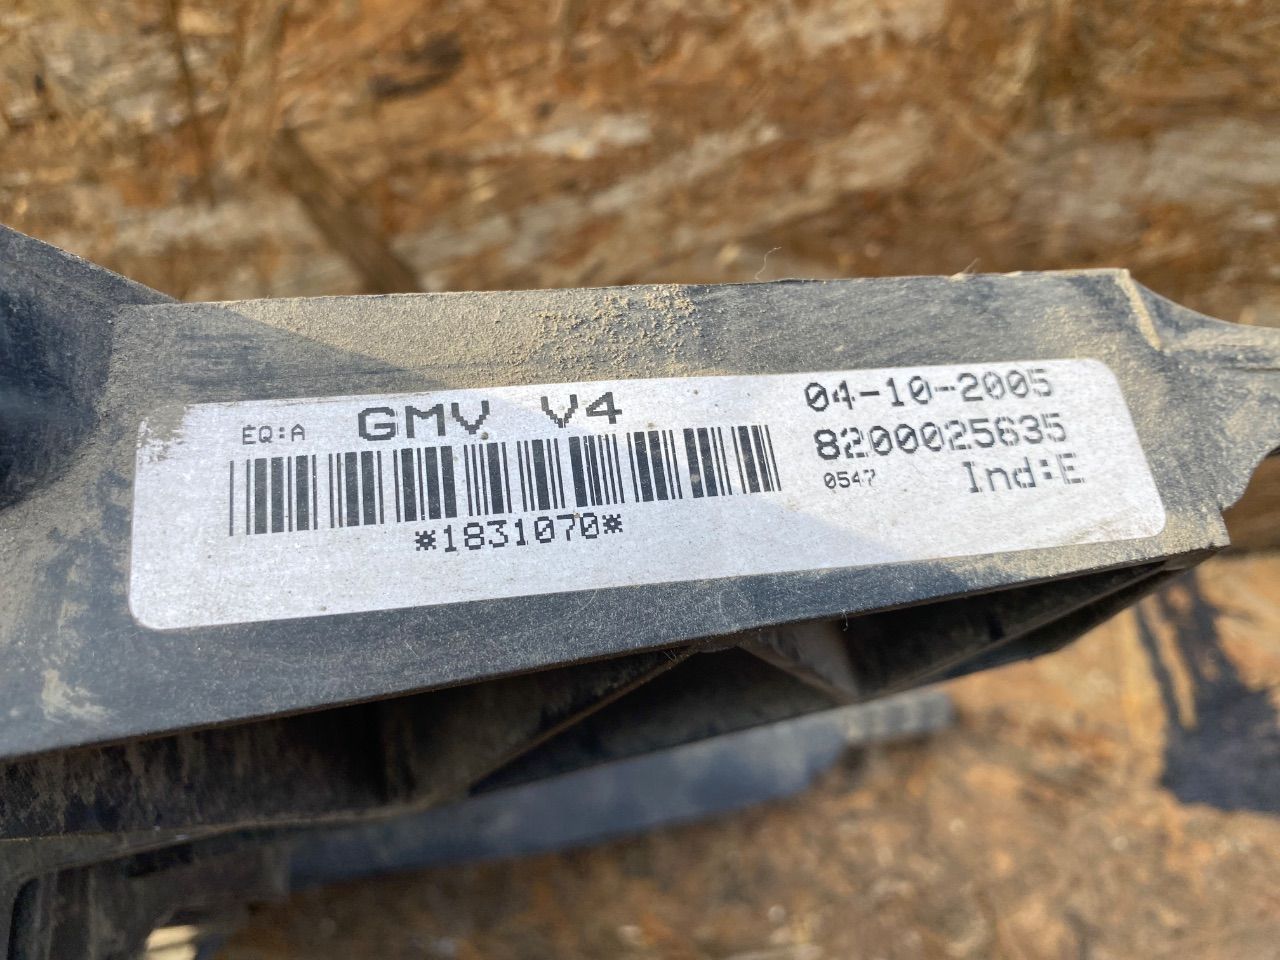 EQ:A GMV V4
*1831070*
04-10-2005
8200025635
0547 Ind:E